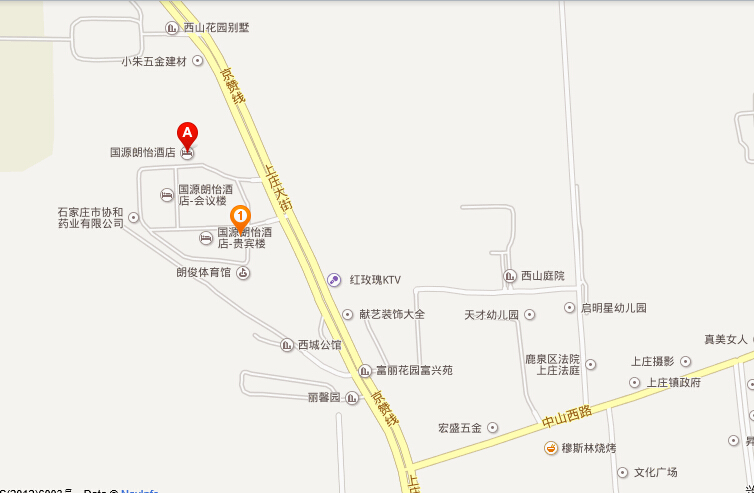 西山花园别墅
小朱五金建材
京赞线
A
国源朗怡酒店
上庄大街
国源朗怡酒
店-会议楼
石家庄市协和
药业有限公司
1
国源朗怡酒
店-贵宾楼
朗俊体育馆
红玫瑰KTV
西山庭院
献艺装饰大全
天才幼儿园
启明星幼儿园
西城公馆
真美女人
鹿泉区法院
上庄法庭
上庄摄影
富丽花园富兴苑
上庄镇政府
丽馨园
京赞线
中山西路
宏盛五金
穆斯林烧烤
文化广场
上庄